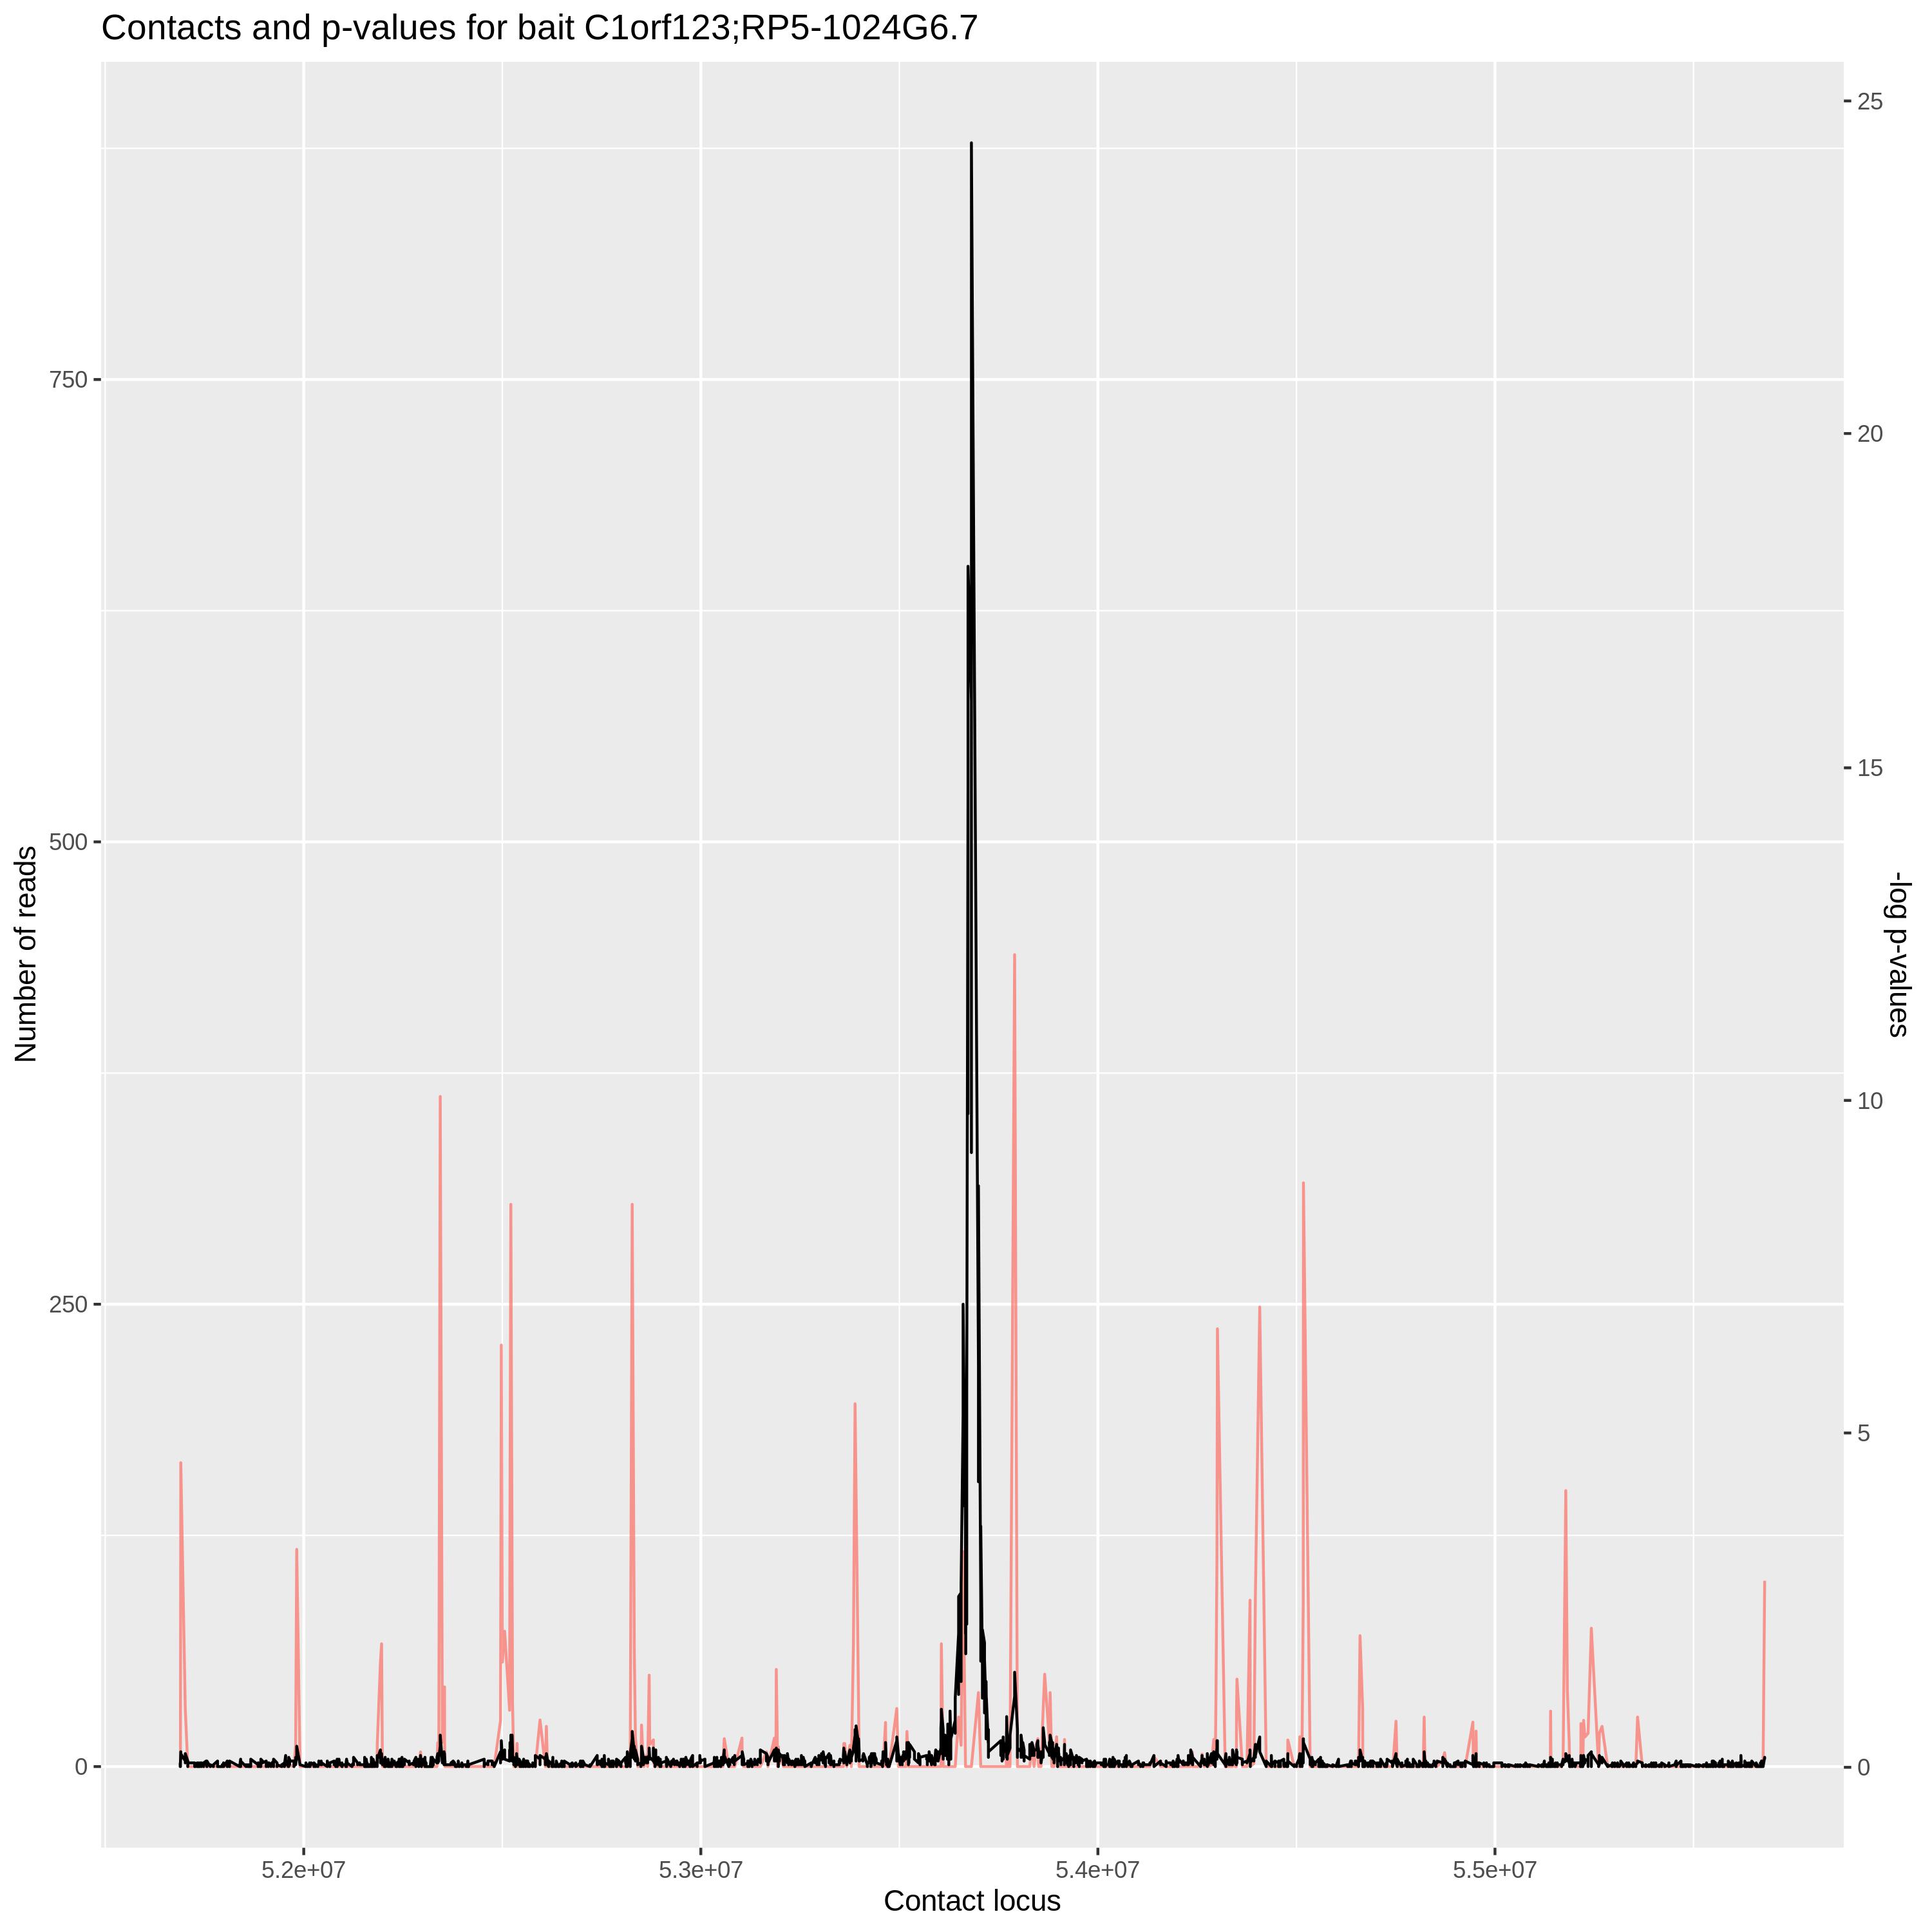 Contacts and p-values for bait C1orf123;RP5-1024G6.7
25
750
20
15
500
Number of reads
-log p-values
10
250
5
0
0
5.2e+07
5.3e+07
5.4e+07
5.5e+07
Contact locus